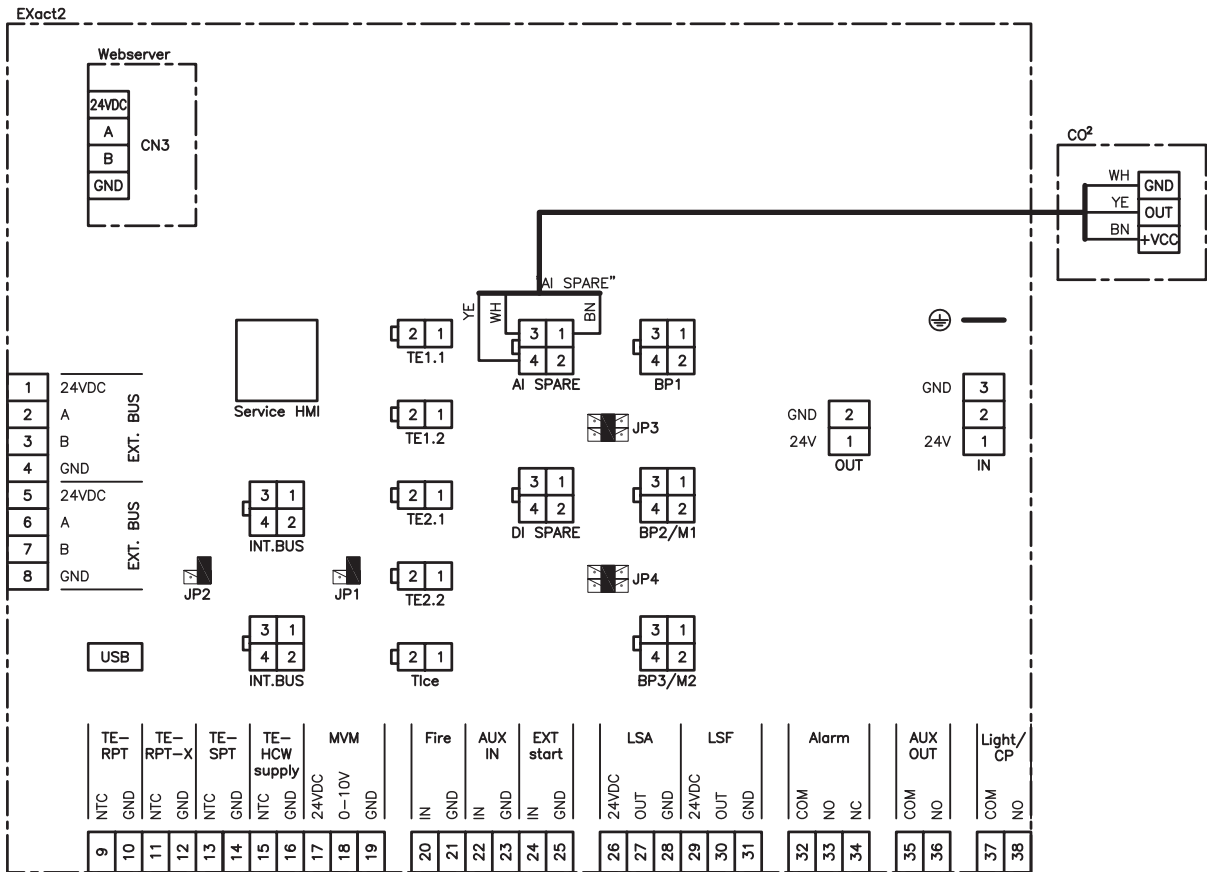 EXact2
Webserver
24VDC
A
B
GND
CN3
CO²
WH
YE
BN
GND
OUT
+VCC
"AI SPARE"
YE
WH
BN
3 1
4 2
AI SPARE
3 1
4 2
BP1
2 1
TE1.1
Service HMI
2 1
TE1.2
JP3
1 24VDC
2 A
3 B
4 GND
EXT. BUS
5 24VDC
6 A
7 B
8 GND
EXT. BUS
GND 2
24V 1
OUT
GND 3
2
24V 1
IN
3 1
4 2
INT.BUS
2 1
TE2.1
3 1
4 2
DI SPARE
3 1
4 2
BP2/M1
JP2
JP1
2 1
TE2.2
JP4
USB
3 1
4 2
INT.BUS
2 1
TIce
3 1
4 2
BP3/M2
TE-
RPT
NTC
GND
TE-
RPT-X
NTC
GND
TE-
SPT
NTC
GND
TE-
HCW
supply
NTC
GND
MVM
24VDC
0-10V
GND
Fire
IN
GND
AUX
IN
IN
GND
EXT
start
IN
GND
LSA
24VDC
OUT
GND
LSF
24VDC
OUT
GND
Alarm
COM
NO
NC
AUX
OUT
COM
NO
Light/
CP
COM
NO
9 10 11 12 13 14 15 16 17 18 19 20 21 22 23 24 25 26 27 28 29 30 31 32 33 34 35 36 37 38